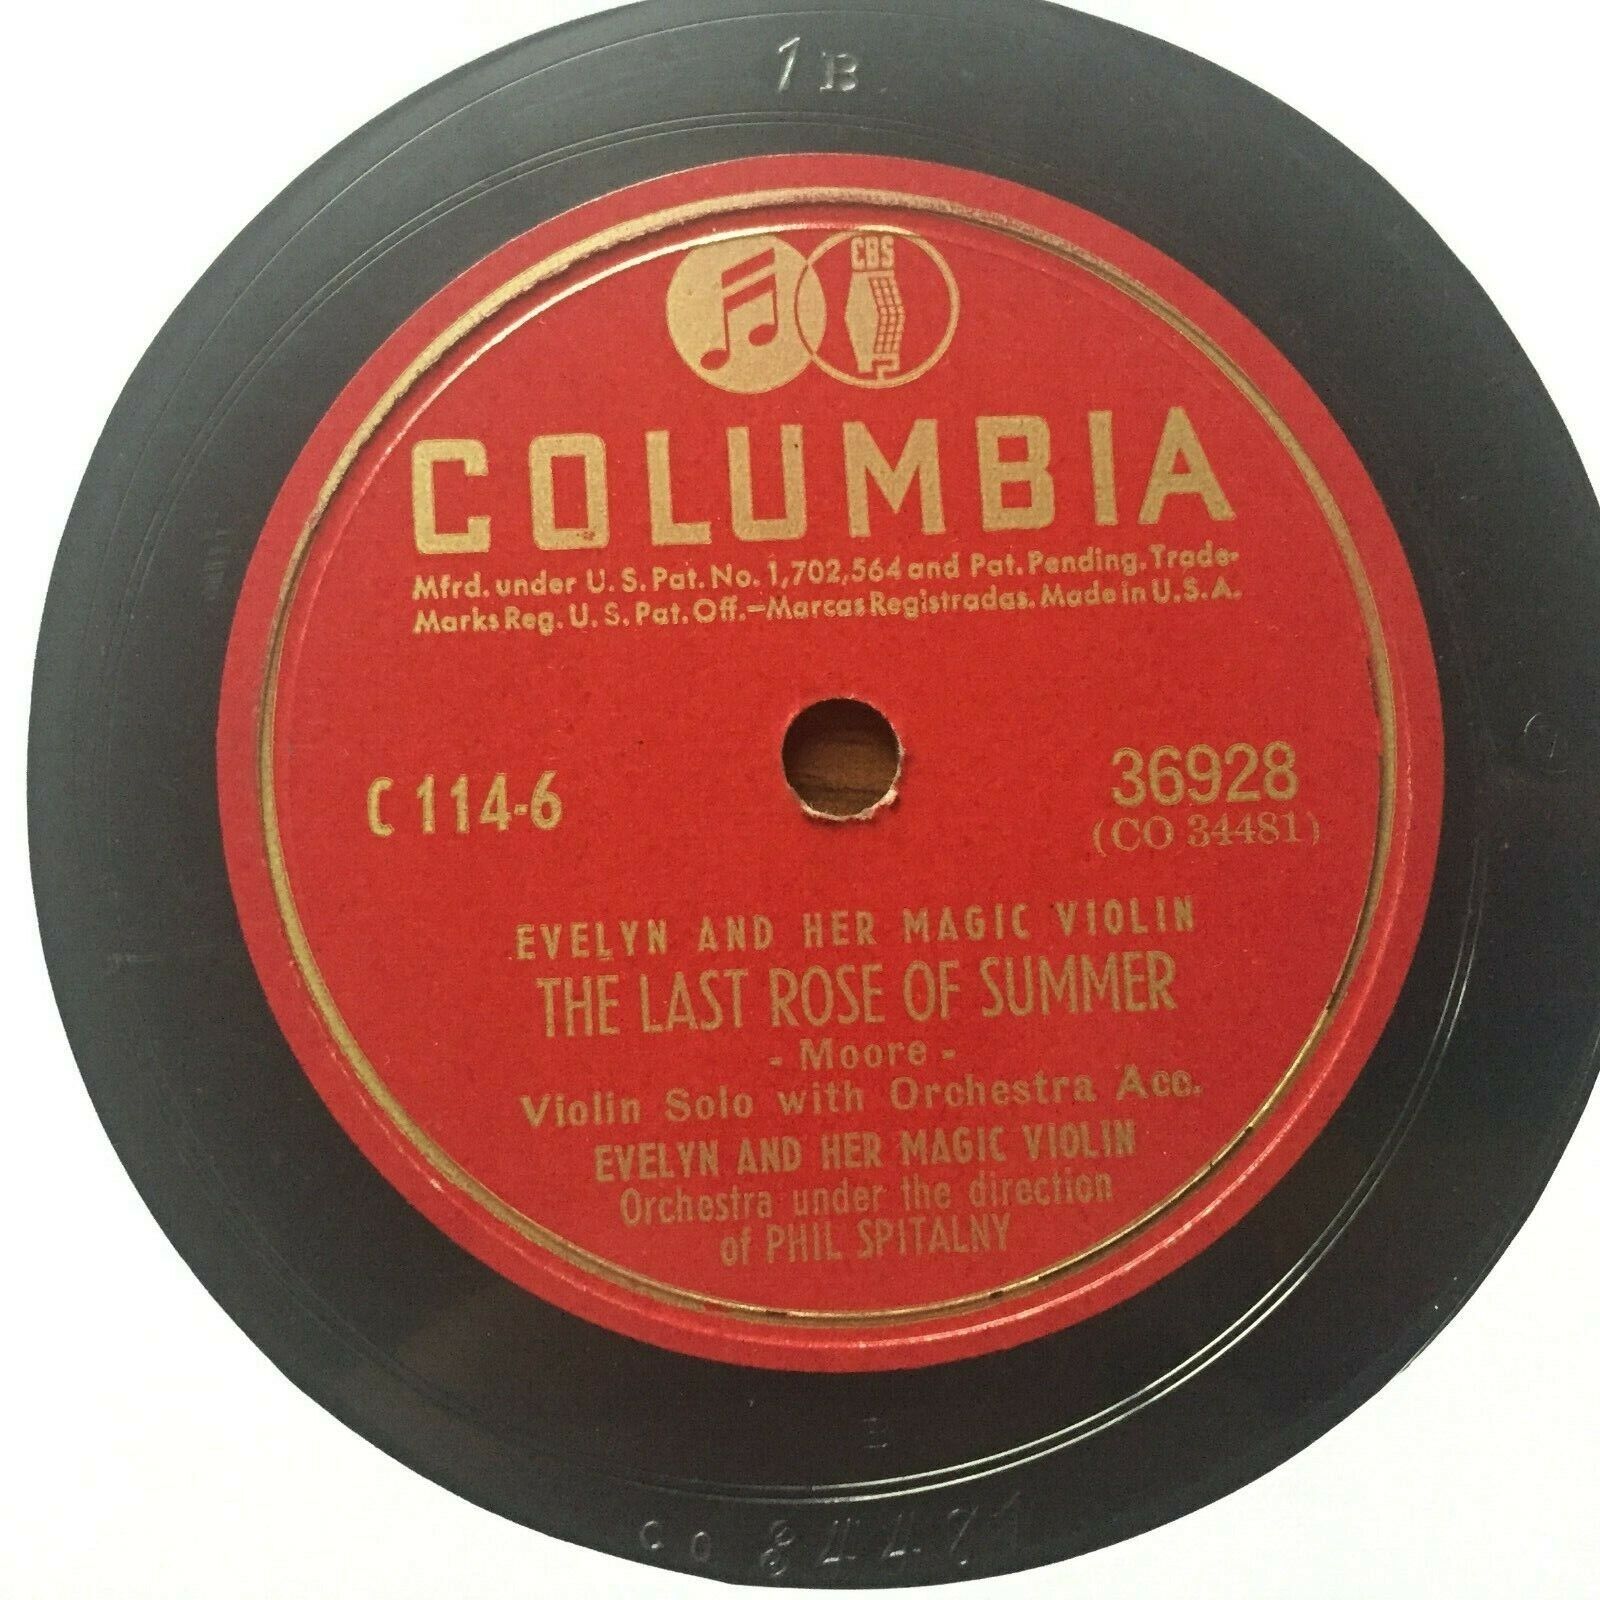 1 B
CBS
COLUMBIA
Mfrd. under U. S. Pat. No. 1,702,564 and Pat. Pending. Trade-
Marks Reg. U. S. Pat. Off.—Marcas Registradas. Made in U. S. A.
C 114-6
36928
(CO 34481)
EVELYN AND HER MAGIC VIOLIN
THE LAST ROSE OF SUMMER
- Moore -
Violin Solo with Orchestra Acc.
EVELYN AND HER MAGIC VIOLIN
Orchestra under the direction
of PHIL SPITALNY
CO